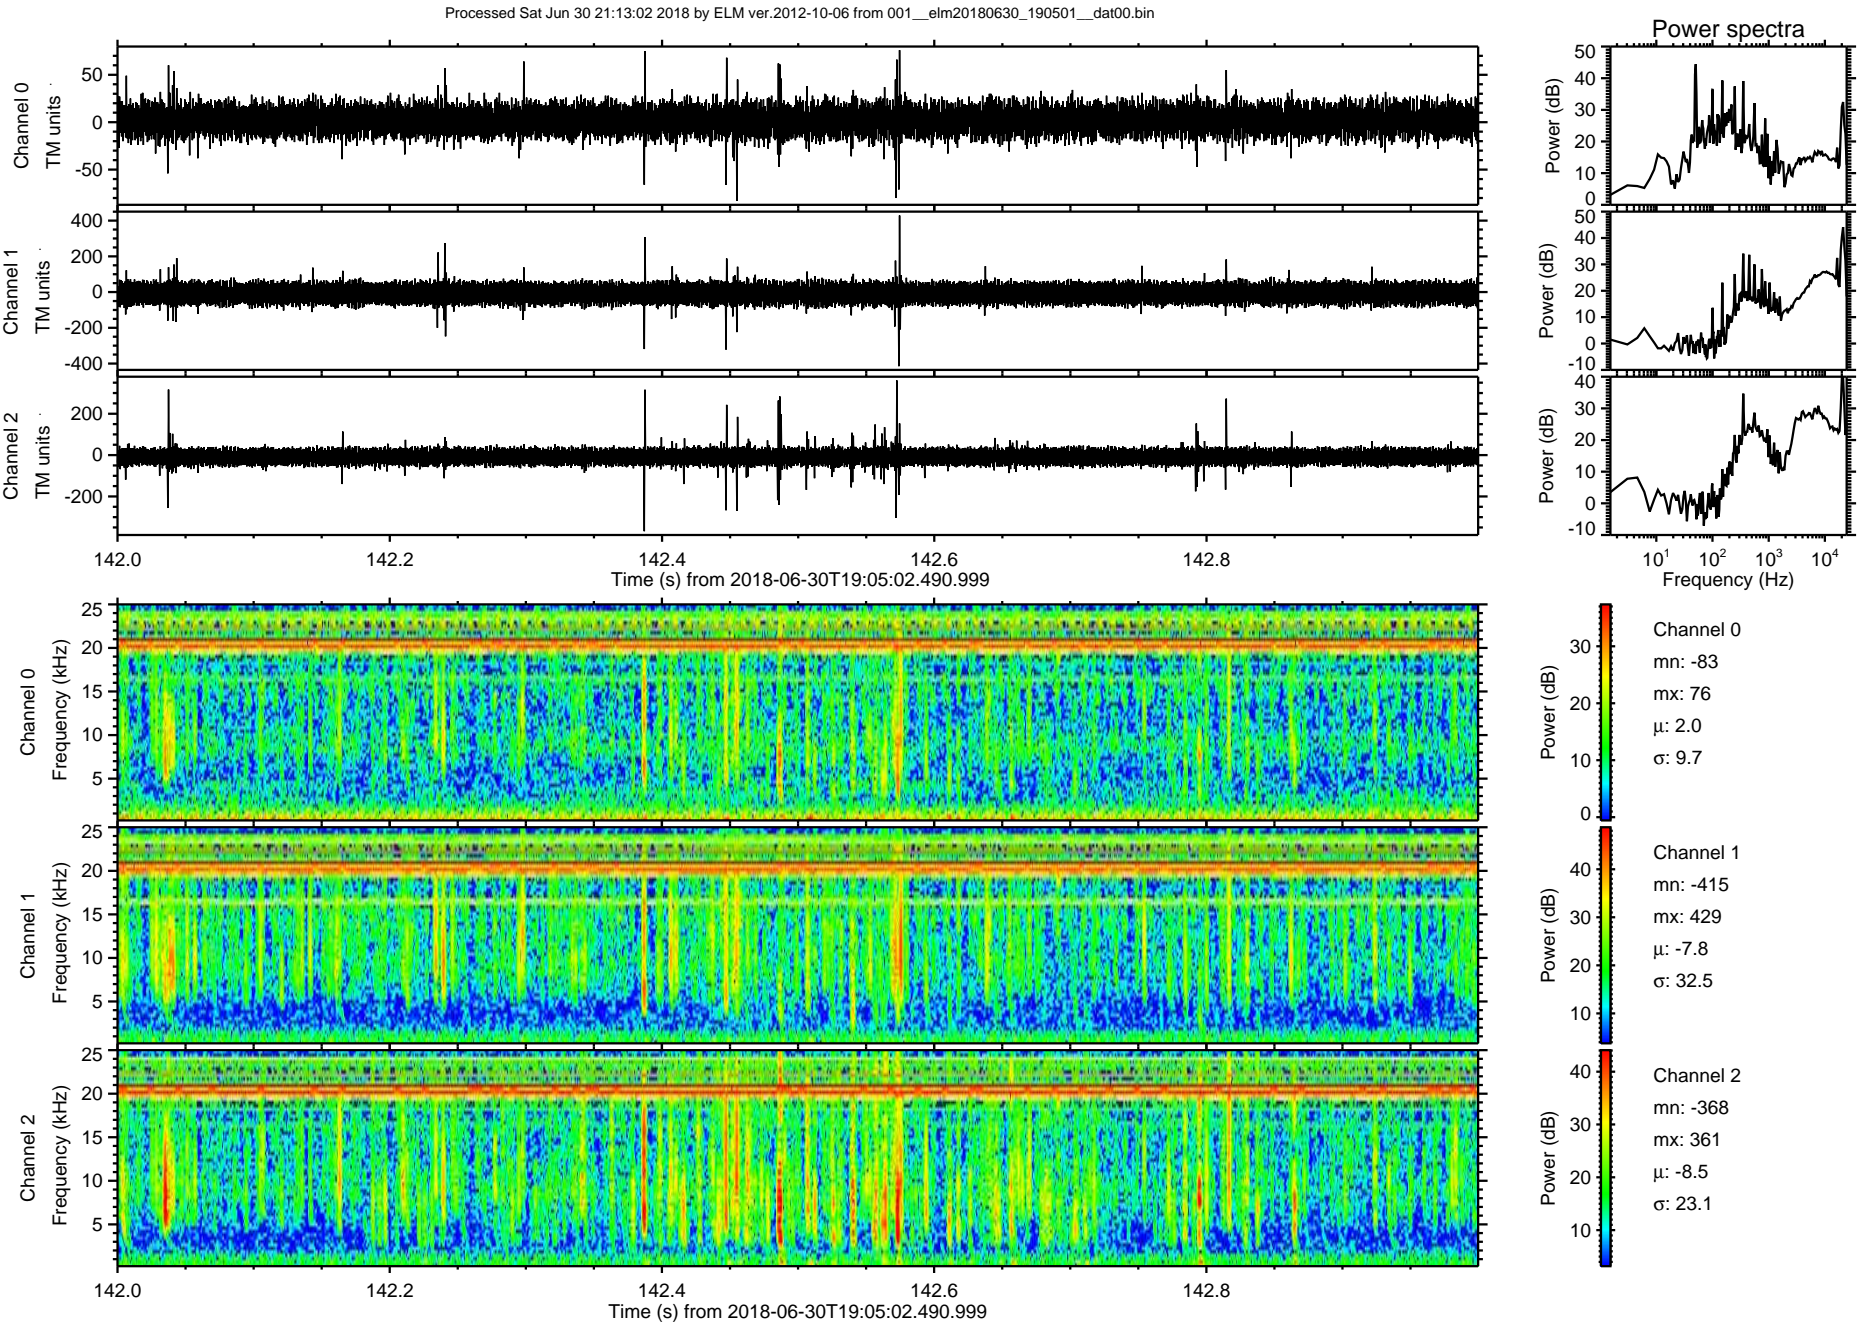 Processed Sat Jun 30 21:13:02 2018 by ELM ver.2012-10-06 from 001__elm20180630_190501__dat00.bin
Power spectra
Channel 0
TM units
50
0
-50
Power (dB)
50
40
30
20
10
0
Channel 1
TM units
400
200
0
-200
-400
Power (dB)
50
40
30
20
10
0
-10
Channel 2
TM units
200
0
-200
Power (dB)
40
30
20
10
0
-10
142.0 142.2 142.4 142.6 142.8
Time (s) from 2018-06-30T19:05:02.490.999
10¹ 10² 10³ 10⁴
Frequency (Hz)
Channel 0
Frequency (kHz)
25
20
15
10
5
Power (dB)
30
20
10
0
Channel 0
mn: -83
mx: 76
μ: 2.0
σ: 9.7
Channel 1
Frequency (kHz)
25
20
15
10
5
Power (dB)
40
30
20
10
Channel 1
mn: -415
mx: 429
μ: -7.8
σ: 32.5
Channel 2
Frequency (kHz)
25
20
15
10
5
Power (dB)
40
30
20
10
Channel 2
mn: -368
mx: 361
μ: -8.5
σ: 23.1
142.0 142.2 142.4 142.6 142.8
Time (s) from 2018-06-30T19:05:02.490.999